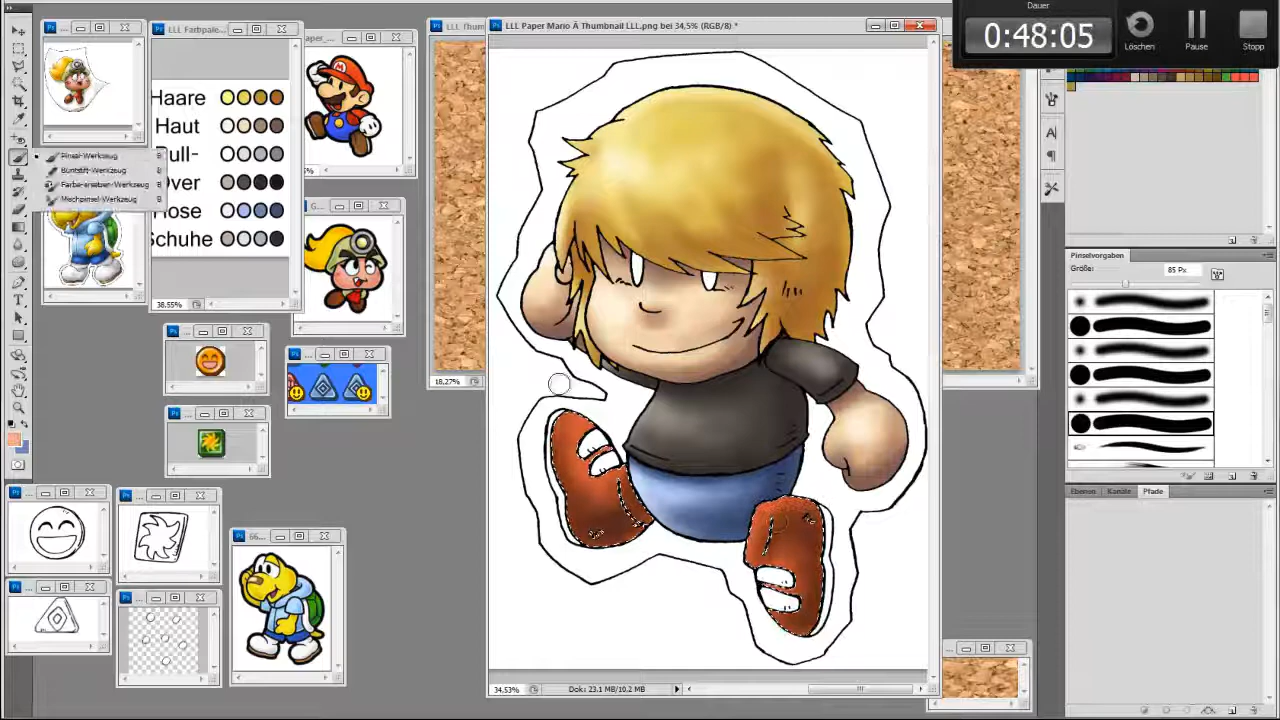 Dauer
0:48:05
Löschen
Pause
Stopp
LLL Farbpale...
LLL Paper Mario Ä Thumbnail LLL.png bei 34,5% (RGB/8) *
Haare
Haut
Pull-
Over
Hose
Schuhe
Pinsel-Werkzeug B
Buntstift-Werkzeug B
Farbe-ersetzen-Werkzeug B
Mischpinsel-Werkzeug B
38.55%
18,27%
Pinselvorgaben
Größe: 85 Px
Ebenen Kanäle Pfade
66...
34,53% Dok: 23.1 MB/10.2 MB